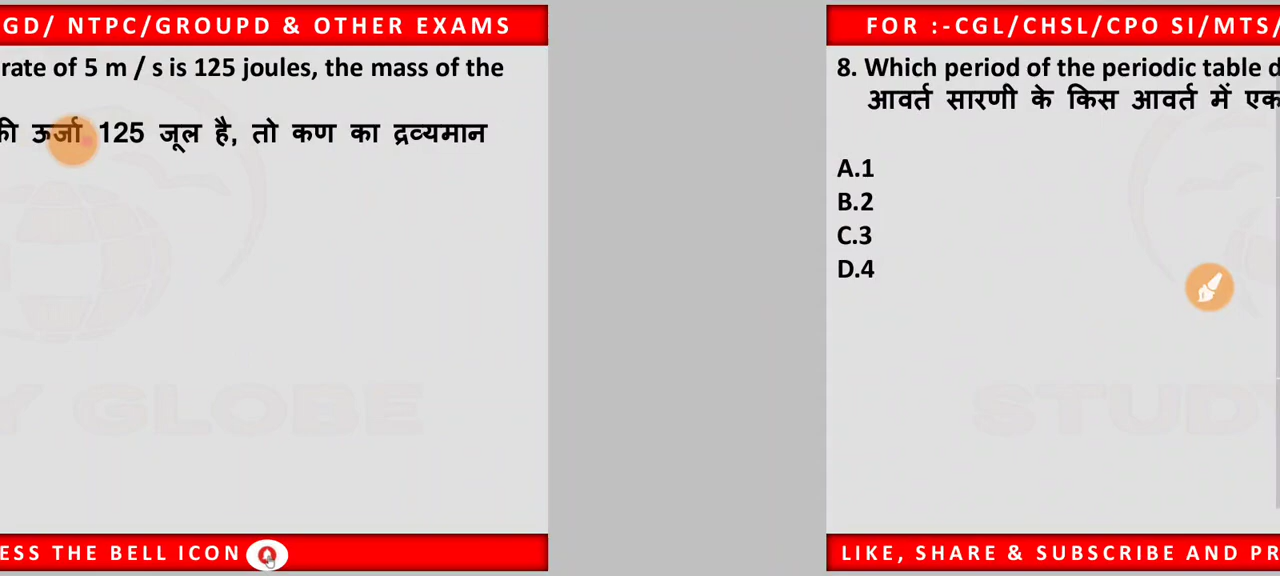 GD/ NTPC/GROUPD & OTHER EXAMS
rate of 5 m / s is 125 joules, the mass of the
की ऊर्जा 125 जूल है, तो कण का द्रव्यमान
Y GLOBE
ESS THE BELL ICON
FOR :-CGL/CHSL/CPO SI/MTS/
8. Which period of the periodic table d
आवर्त सारणी के किस आवर्त में एक
A.1
B.2
C.3
D.4
STUDY
LIKE, SHARE & SUBSCRIBE AND PR